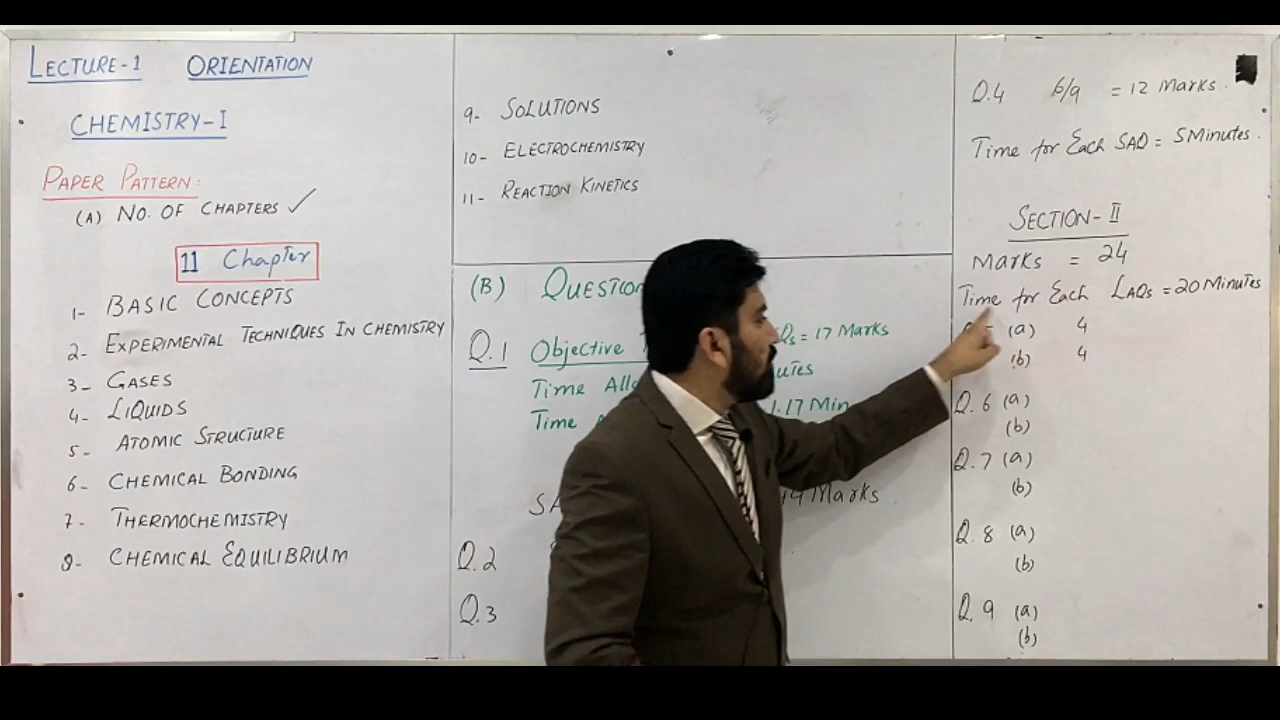 LECTURE-1 ORIENTATION
CHEMISTRY-I
PAPER PATTERN:
(A) NO. OF CHAPTERS ✓
11 Chapter
1- BASIC CONCEPTS
2- EXPERIMENTAL TECHNIQUES IN CHEMISTRY
3- GASES
4- LIQUIDS
5- ATOMIC STRUCTURE
6- CHEMICAL BONDING
7- THERMOCHEMISTRY
8- CHEMICAL EQUILIBRIUM
9- SOLUTIONS
10- ELECTROCHEMISTRY
11- REACTION KINETICS
(B)
Q.1 Objective = 17 Marks
Time
Time 1.17 Min
Marks
Q.2
Q.3
Q.4 6/9 = 12 Marks.
Time for Each SAQ = 5 Minutes.
SECTION-II
Marks = 24
Time for Each LAQs = 20 Minutes
(a) 4
(b) 4
Q.6 (a)
(b)
Q.7 (a)
(b)
Q.8 (a)
(b)
Q.9 (a)
(b)